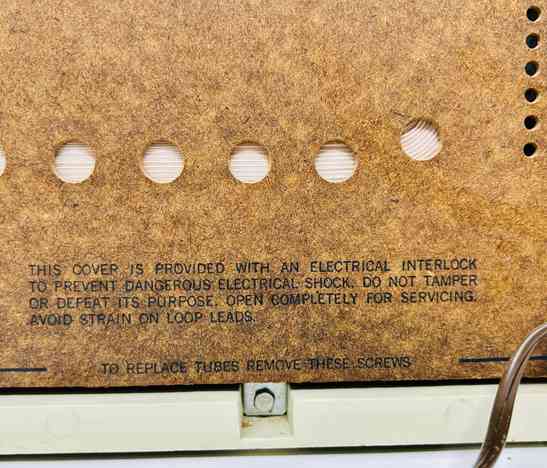 THIS COVER IS PROVIDED WITH AN ELECTRICAL INTERLOCK
TO PREVENT DANGEROUS ELECTRICAL SHOCK. DO NOT TAMPER
OR DEFEAT ITS PURPOSE. OPEN COMPLETELY FOR SERVICING.
AVOID STRAIN ON LOOP LEADS.
TO REPLACE TUBES REMOVE THESE SCREWS